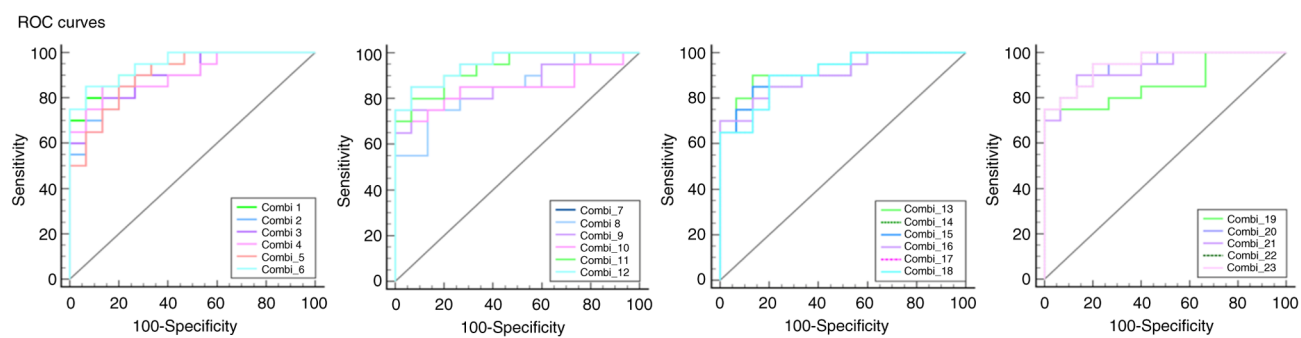 ROC curves
100
80
60
40
20
0
Sensitivity
0 20 40 60 80 100
100-Specificity
Combi 1
Combi 2
Combi 3
Combi 4
Combi_5
Combi_6
100
80
60
40
20
0
Sensitivity
0 20 40 60 80 100
100-Specificity
Combi_7
Combi 8
Combi_9
Combi_10
Combi_11
Combi_12
100
80
60
40
20
0
Sensitivity
0 20 40 60 80 100
100-Specificity
Combi_13
Combi_14
Combi_15
Combi_16
Combi_17
Combi_18
100
80
60
40
20
0
Sensitivity
0 20 40 60 80 100
100-Specificity
Combi_19
Combi_20
Combi_21
Combi_22
Combi_23